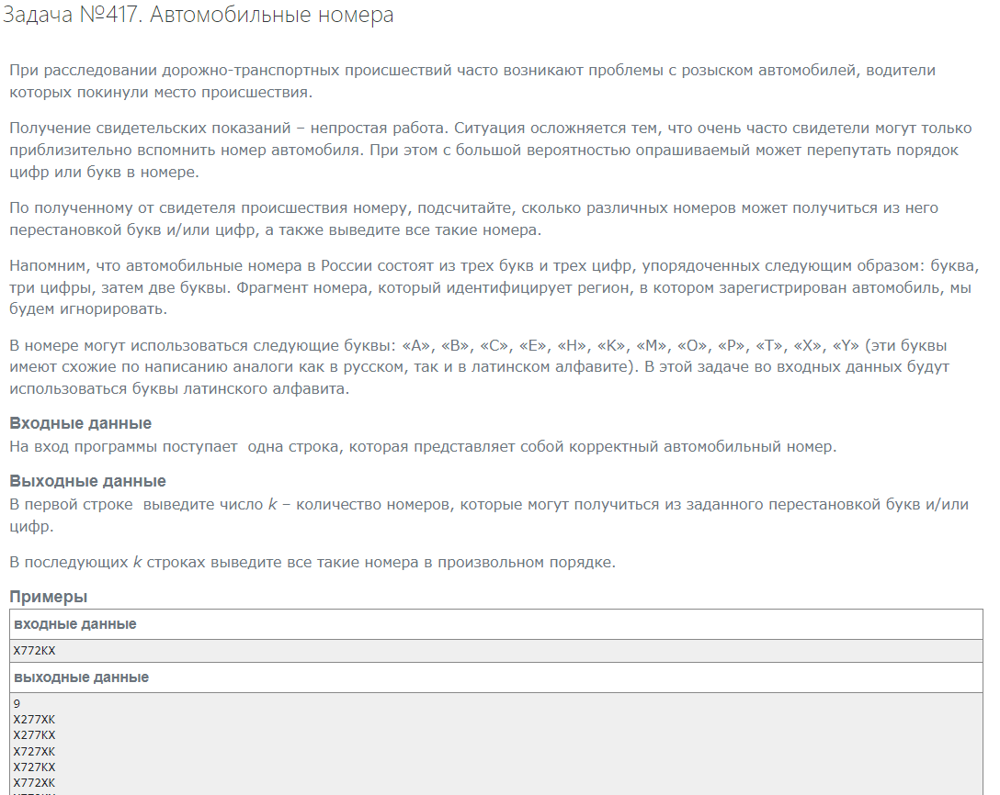 Задача №417. Автомобильные номера
При расследовании дорожно-транспортных происшествий часто возникают проблемы с розыском автомобилей, водители
которых покинули место происшествия.
Получение свидетельских показаний – непростая работа. Ситуация осложняется тем, что очень часто свидетели могут только
приблизительно вспомнить номер автомобиля. При этом с большой вероятностью опрашиваемый может перепутать порядок
цифр или букв в номере.
По полученному от свидетеля происшествия номеру, подсчитайте, сколько различных номеров может получиться из него
перестановкой букв и/или цифр, а также выведите все такие номера.
Напомним, что автомобильные номера в России состоят из трех букв и трех цифр, упорядоченных следующим образом: буква,
три цифры, затем две буквы. Фрагмент номера, который идентифицирует регион, в котором зарегистрирован автомобиль, мы
будем игнорировать.
В номере могут использоваться следующие буквы: «A», «B», «C», «E», «H», «K», «M», «O», «P», «T», «X», «Y» (эти буквы
имеют схожие по написанию аналоги как в русском, так и в латинском алфавите). В этой задаче во входных данных будут
использоваться буквы латинского алфавита.
Входные данные
На вход программы поступает  одна строка, которая представляет собой корректный автомобильный номер.
Выходные данные
В первой строке  выведите число k – количество номеров, которые могут получиться из заданного перестановкой букв и/или
цифр.
В последующих k строках выведите все такие номера в произвольном порядке.
Примеры
входные данные
X772KX
выходные данные
9
X277XK
X277KX
X727XK
X727KX
X772XK